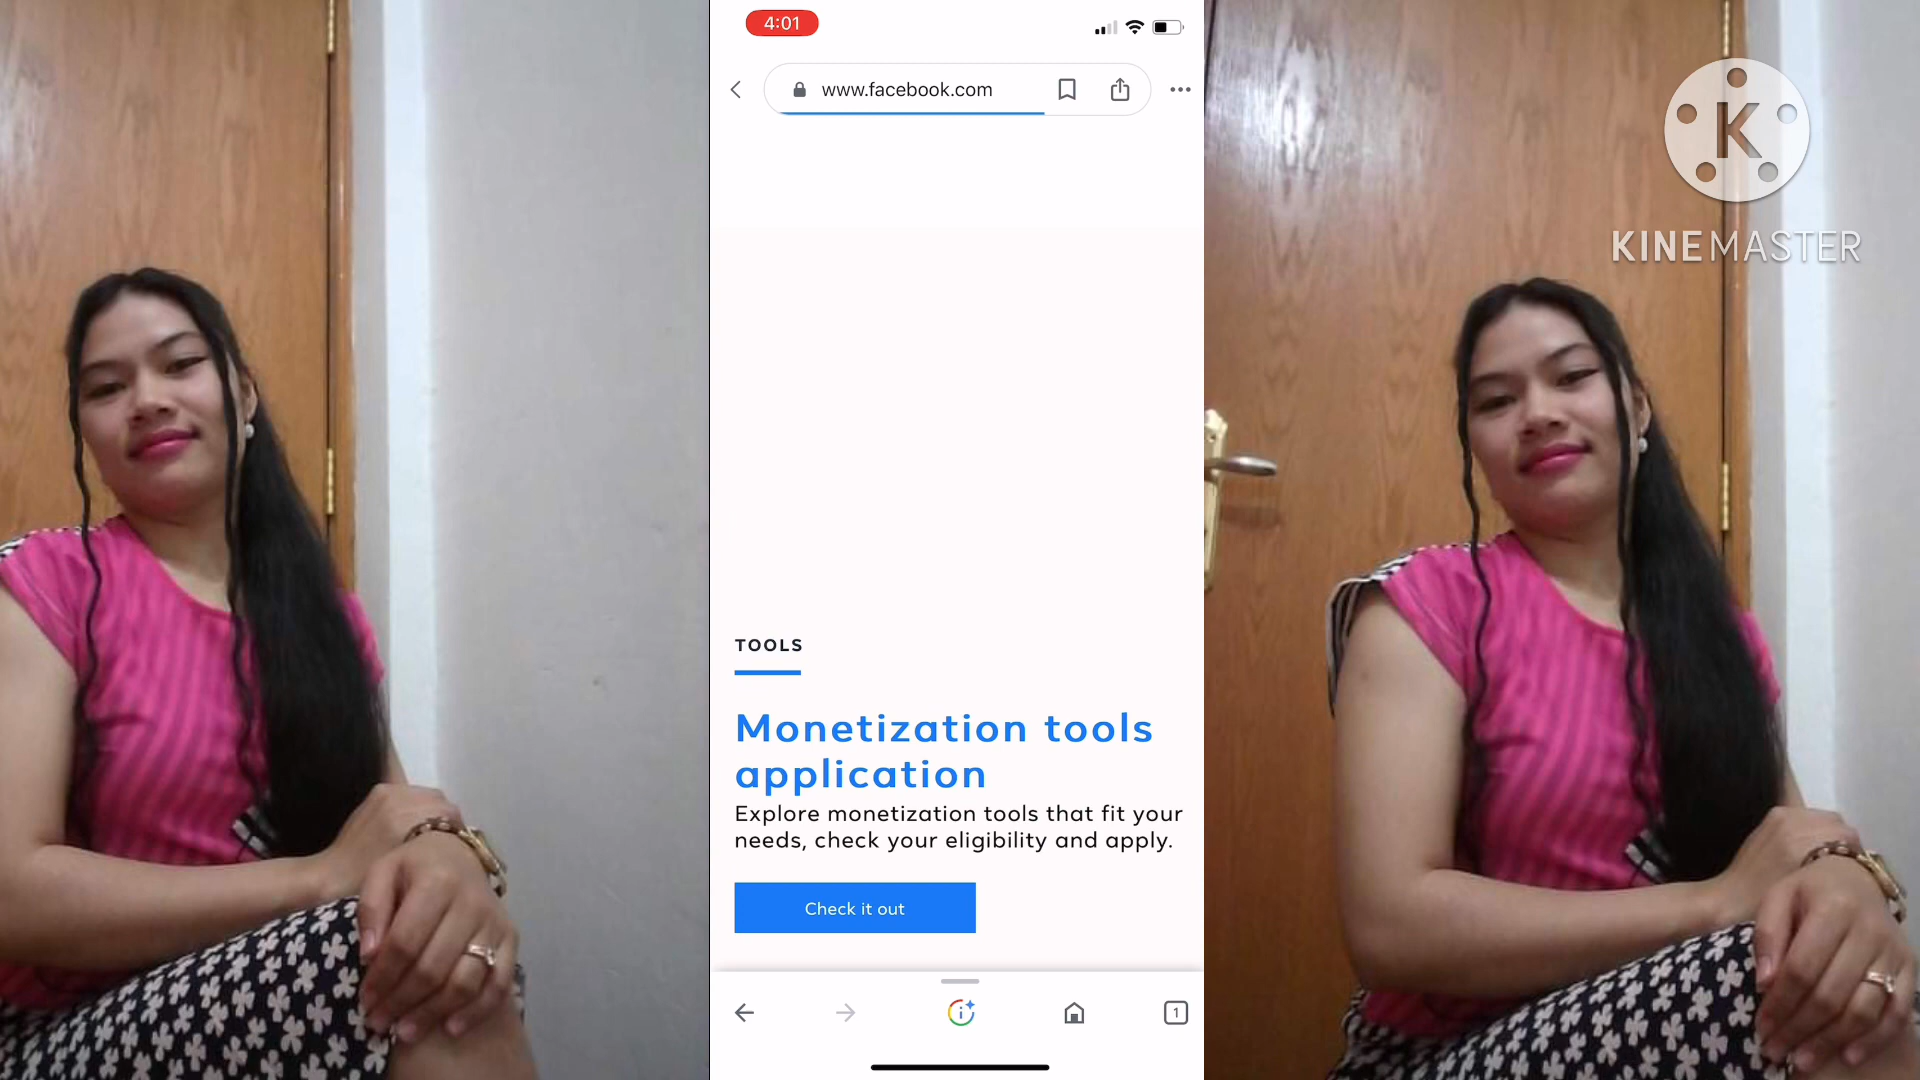 4:01
www.facebook.com
K
KINEMASTER
TOOLS
Monetization tools
application
Explore monetization tools that fit your
needs, check your eligibility and apply.
Check it out
1